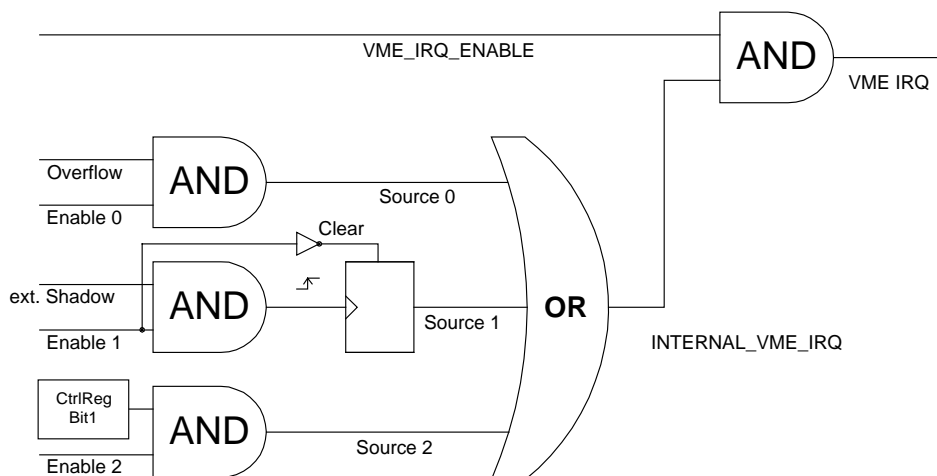 AND
VME_IRQ_ENABLE
VME IRQ
Overflow
AND
Source 0
Enable 0
Clear
ext. Shadow
AND
OR
Source 1
Enable 1
INTERNAL_VME_IRQ
CtrlReg
Bit1
AND
Source 2
Enable 2